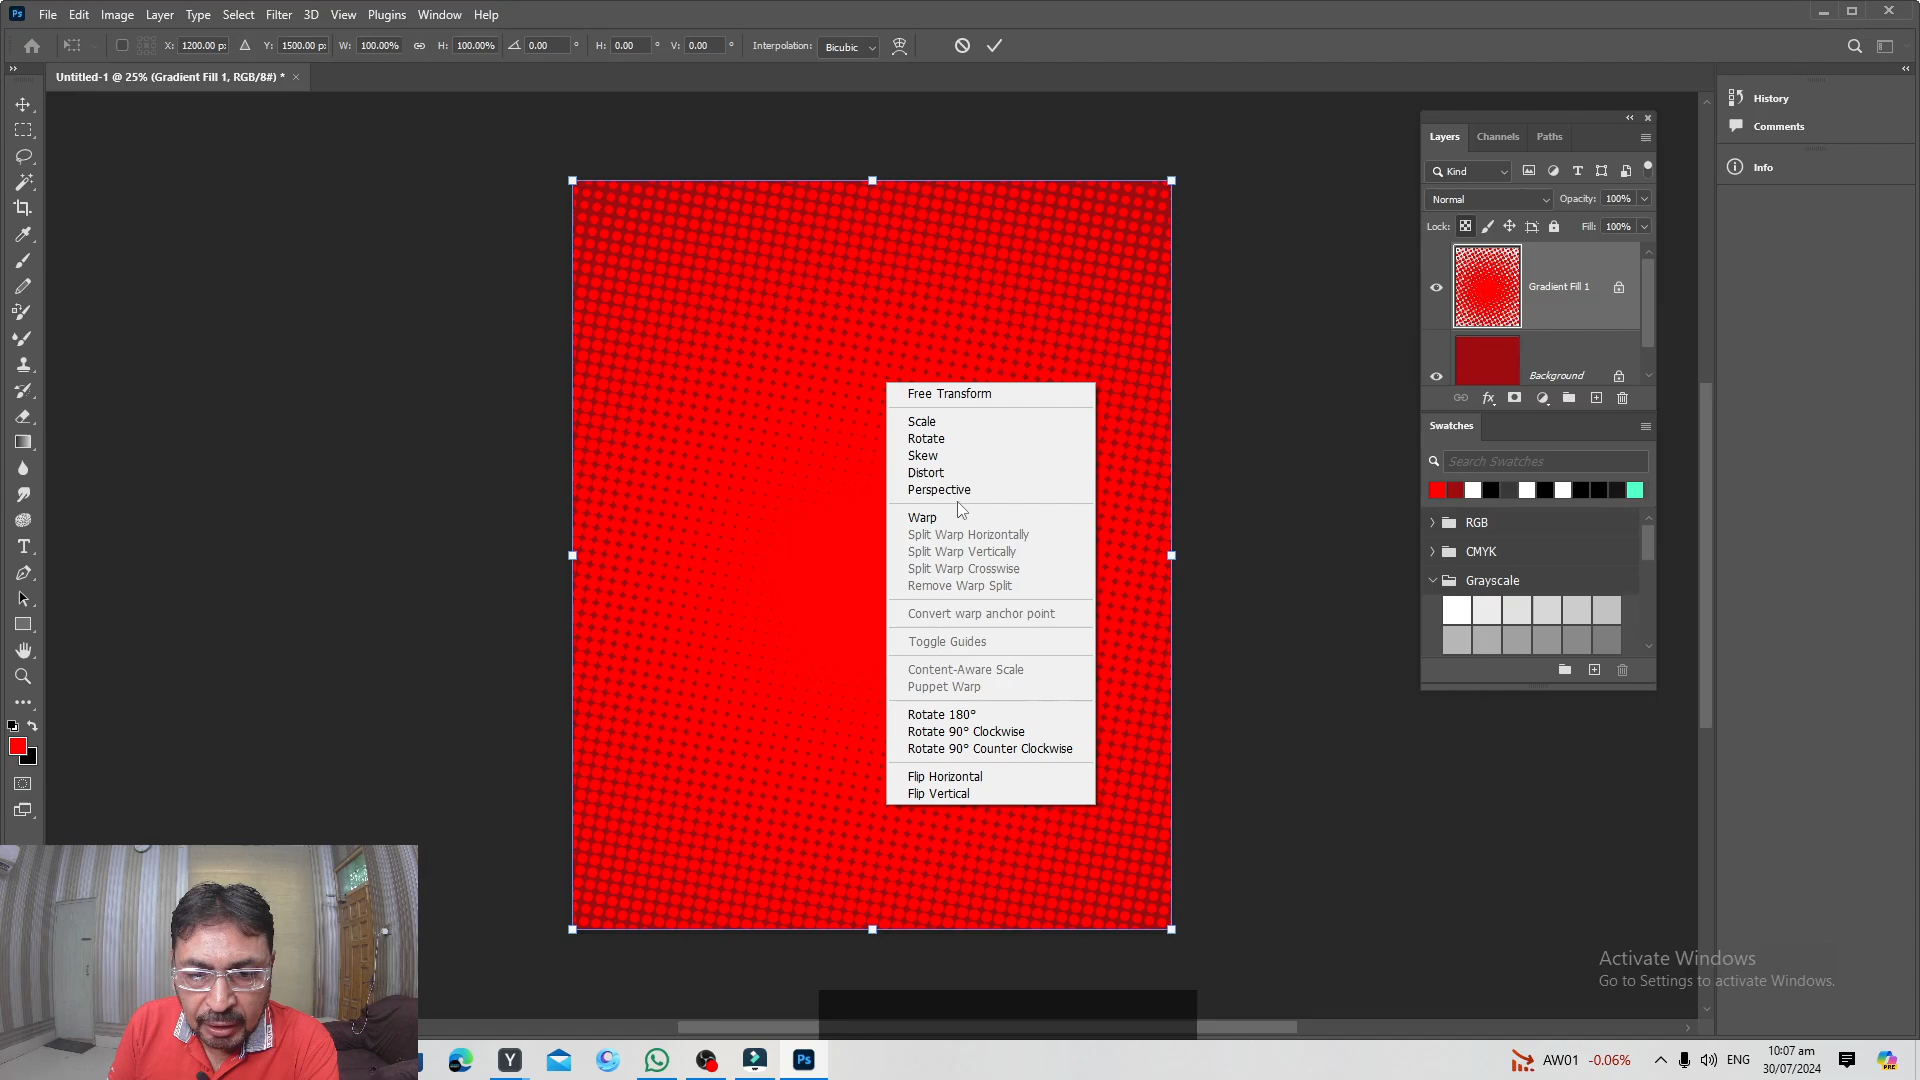 Ps File Edit Image Layer Type Select Filter 3D View Plugins Window Help
X: 1200.00 px Y: 1500.00 px W: 100.00% H: 100.00% 0.00 ° H: 0.00 ° V: 0.00 ° Interpolation: Bicubic
Untitled-1 @ 25% (Gradient Fill 1, RGB/8#) * ×
History
Comments
Info
Layers Channels Paths
Kind
Normal Opacity: 100%
Lock: Fill: 100%
Gradient Fill 1
Background
fx
Swatches
Search Swatches
RGB
CMYK
Grayscale
Free Transform
Scale
Rotate
Skew
Distort
Perspective
Warp
Split Warp Horizontally
Split Warp Vertically
Split Warp Crosswise
Remove Warp Split
Convert warp anchor point
Toggle Guides
Content-Aware Scale
Puppet Warp
Rotate 180°
Rotate 90° Clockwise
Rotate 90° Counter Clockwise
Flip Horizontal
Flip Vertical
Activate Windows
Go to Settings to activate Windows.
Y Ps AW01 -0.06% ENG 10:07 am
30/07/2024
PRE